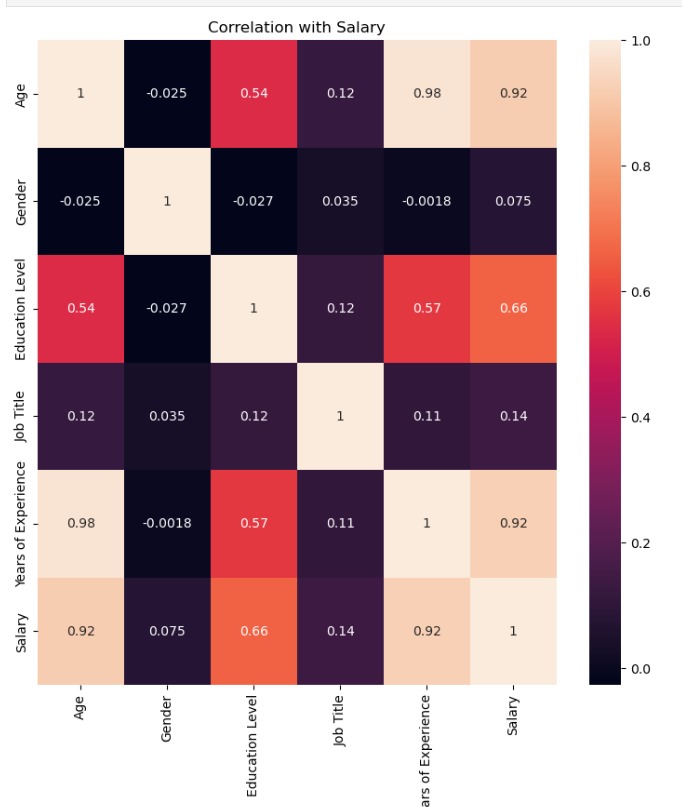 Correlation with Salary
Age 1 -0.025 0.54 0.12 0.98 0.92
Gender -0.025 1 -0.027 0.035 -0.0018 0.075
Education Level 0.54 -0.027 1 0.12 0.57 0.66
Job Title 0.12 0.035 0.12 1 0.11 0.14
Years of Experience 0.98 -0.0018 0.57 0.11 1 0.92
Salary 0.92 0.075 0.66 0.14 0.92 1
Age
Gender
Education Level
Job Title
ars of Experience
Salary
1.0
0.8
0.6
0.4
0.2
0.0